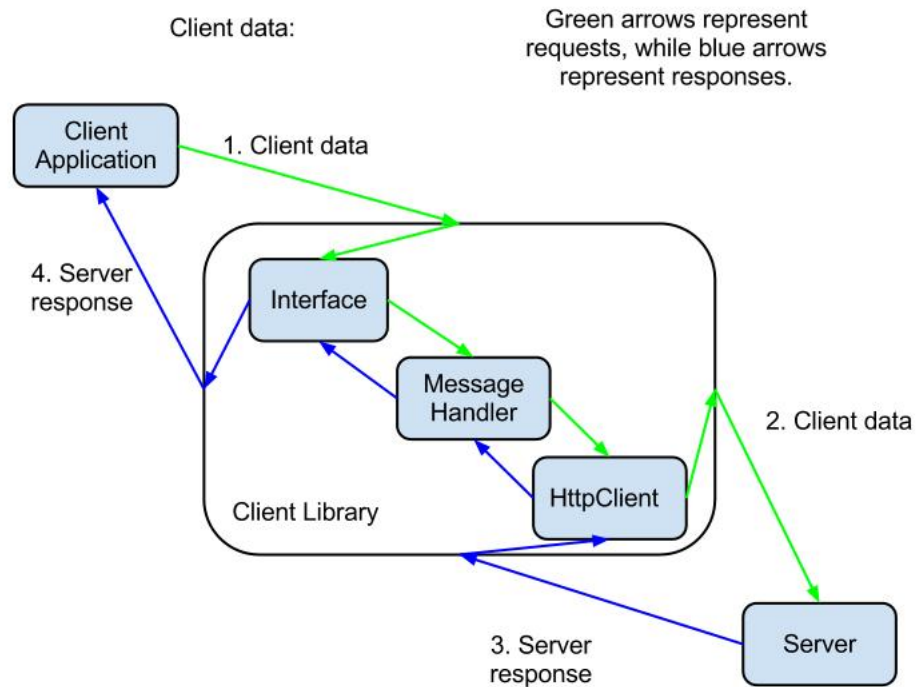 Client data:
Green arrows represent
requests, while blue arrows
represent responses.
Client
Application
1. Client data
4. Server
response
Interface
Message
Handler
2. Client data
HttpClient
Client Library
3. Server
response
Server